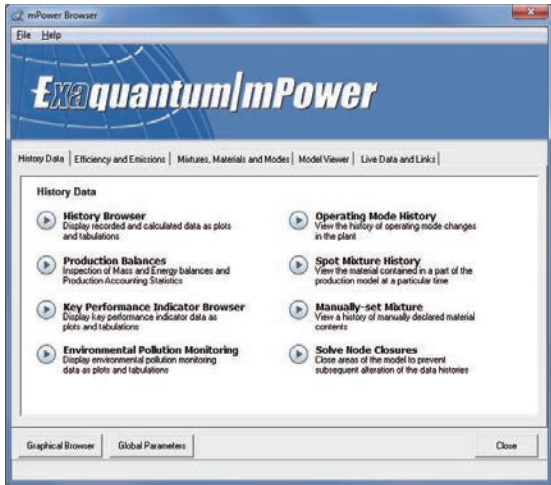 mPower Browser
File Help
Exaquantum/mPower
History Data Efficiency and Emissions Mixtures, Materials and Modes Model Viewer Live Data and Links
History Data
History Browser
Display recorded and calculated data as plots
and tabulations
Production Balances
Inspection of Mass and Energy balances and
Production Accounting Statistics
Key Performance Indicator Browser
Display key performance indicator data as
plots and tabulations
Environmental Pollution Monitoring
Display environmental pollution monitoring
data as plots and tabulations
Operating Mode History
View the history of operating mode changes
in the plant
Spot Mixture History
View the material contained in a part of the
production model at a particular time
Manually-set Mixture
View a history of manually declared material
contents
Solve Node Closures
Close areas of the model to prevent
subsequent alteration of the data histories
Graphical Browser Global Parameters Close